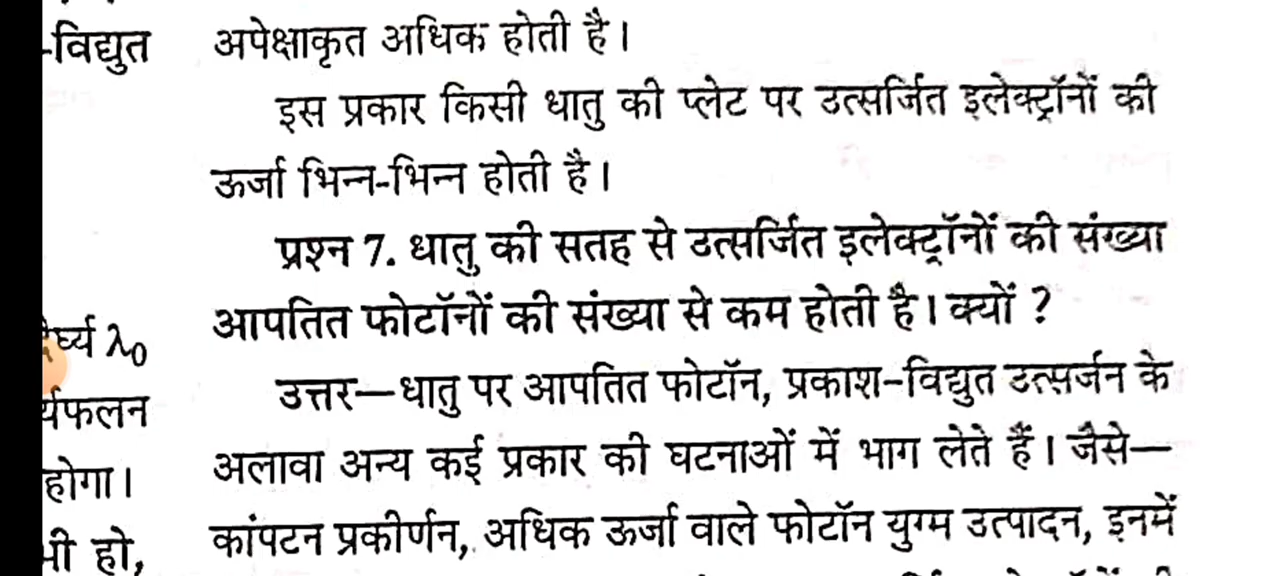 -विद्युत
र्घ्य λ0
र्यफलन
होगा।
भी हो,
अपेक्षाकृत अधिक होती है।
इस प्रकार किसी धातु की प्लेट पर उत्सर्जित इलेक्ट्रॉनों की
ऊर्जा भिन्न-भिन्न होती है।
प्रश्न 7. धातु की सतह से उत्सर्जित इलेक्ट्रॉनों की संख्या
आपतित फोटॉनों की संख्या से कम होती है। क्यों ?
उत्तर—धातु पर आपतित फोटॉन, प्रकाश-विद्युत उत्सर्जन के
अलावा अन्य कई प्रकार की घटनाओं में भाग लेते हैं। जैसे—
कांपटन प्रकीर्णन, अधिक ऊर्जा वाले फोटॉन युग्म उत्पादन, इनमें